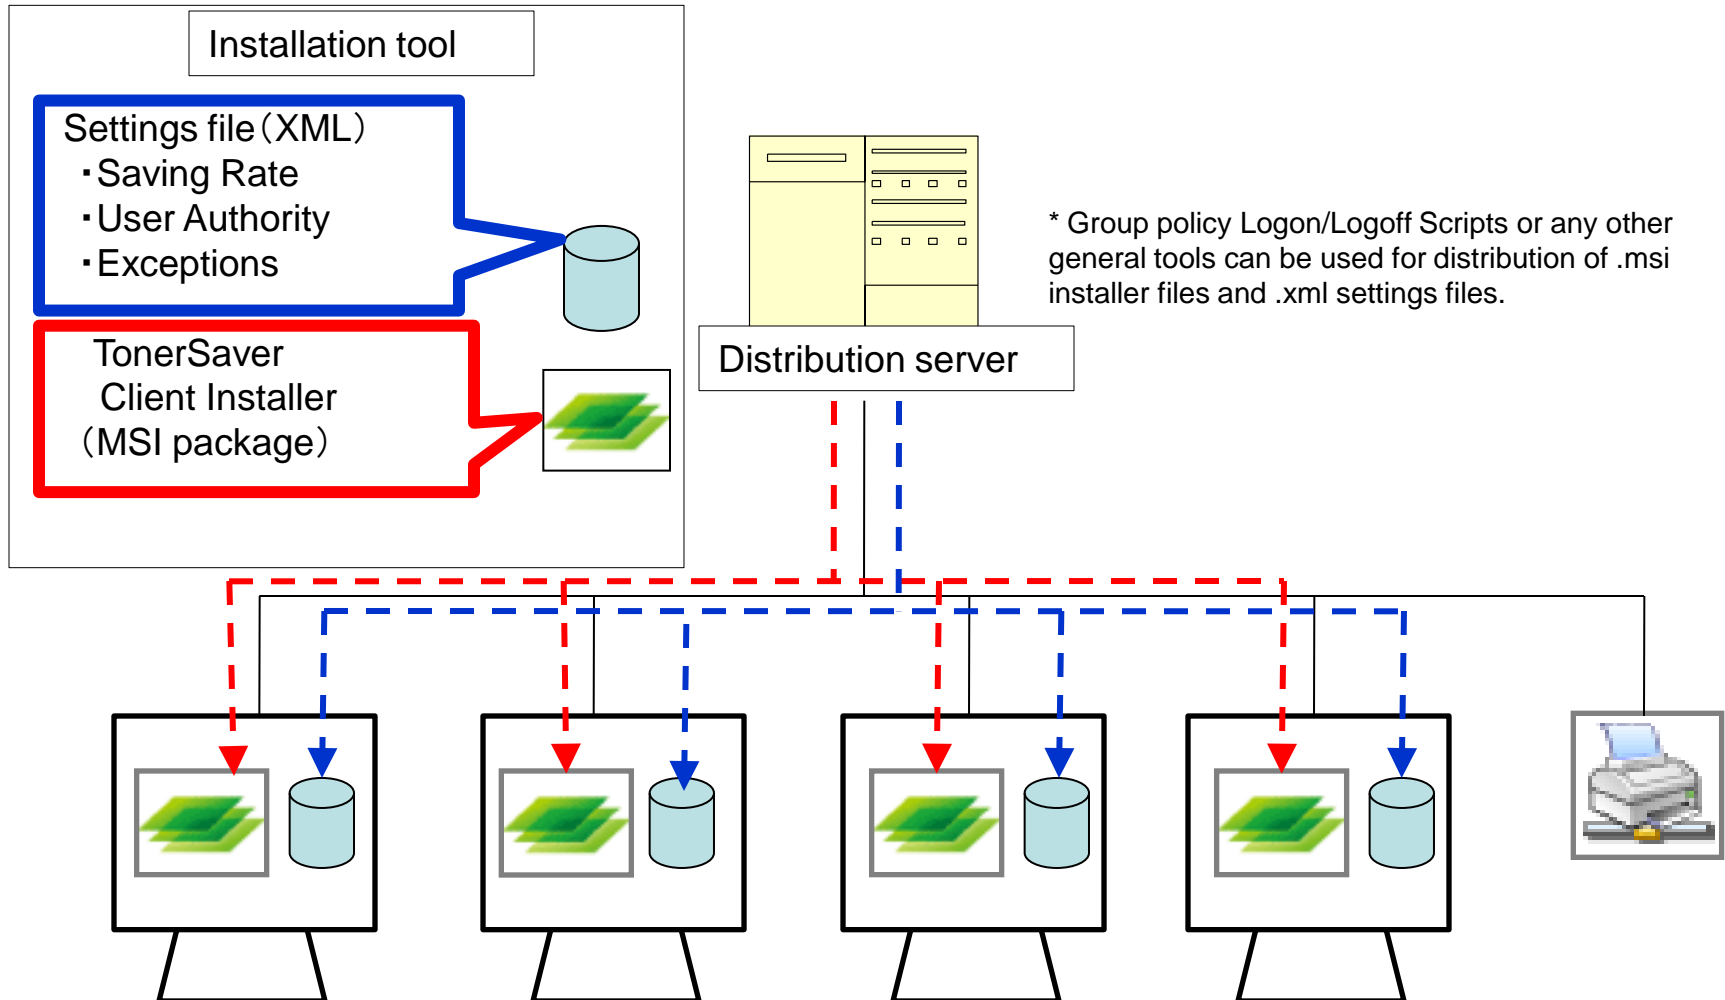 Installation tool
Settings file（XML）
・Saving Rate
・User Authority
・Exceptions
TonerSaver
Client Installer
（MSI package）
Distribution server
* Group policy Logon/Logoff Scripts or any other
general tools can be used for distribution of .msi
installer files and .xml settings files.